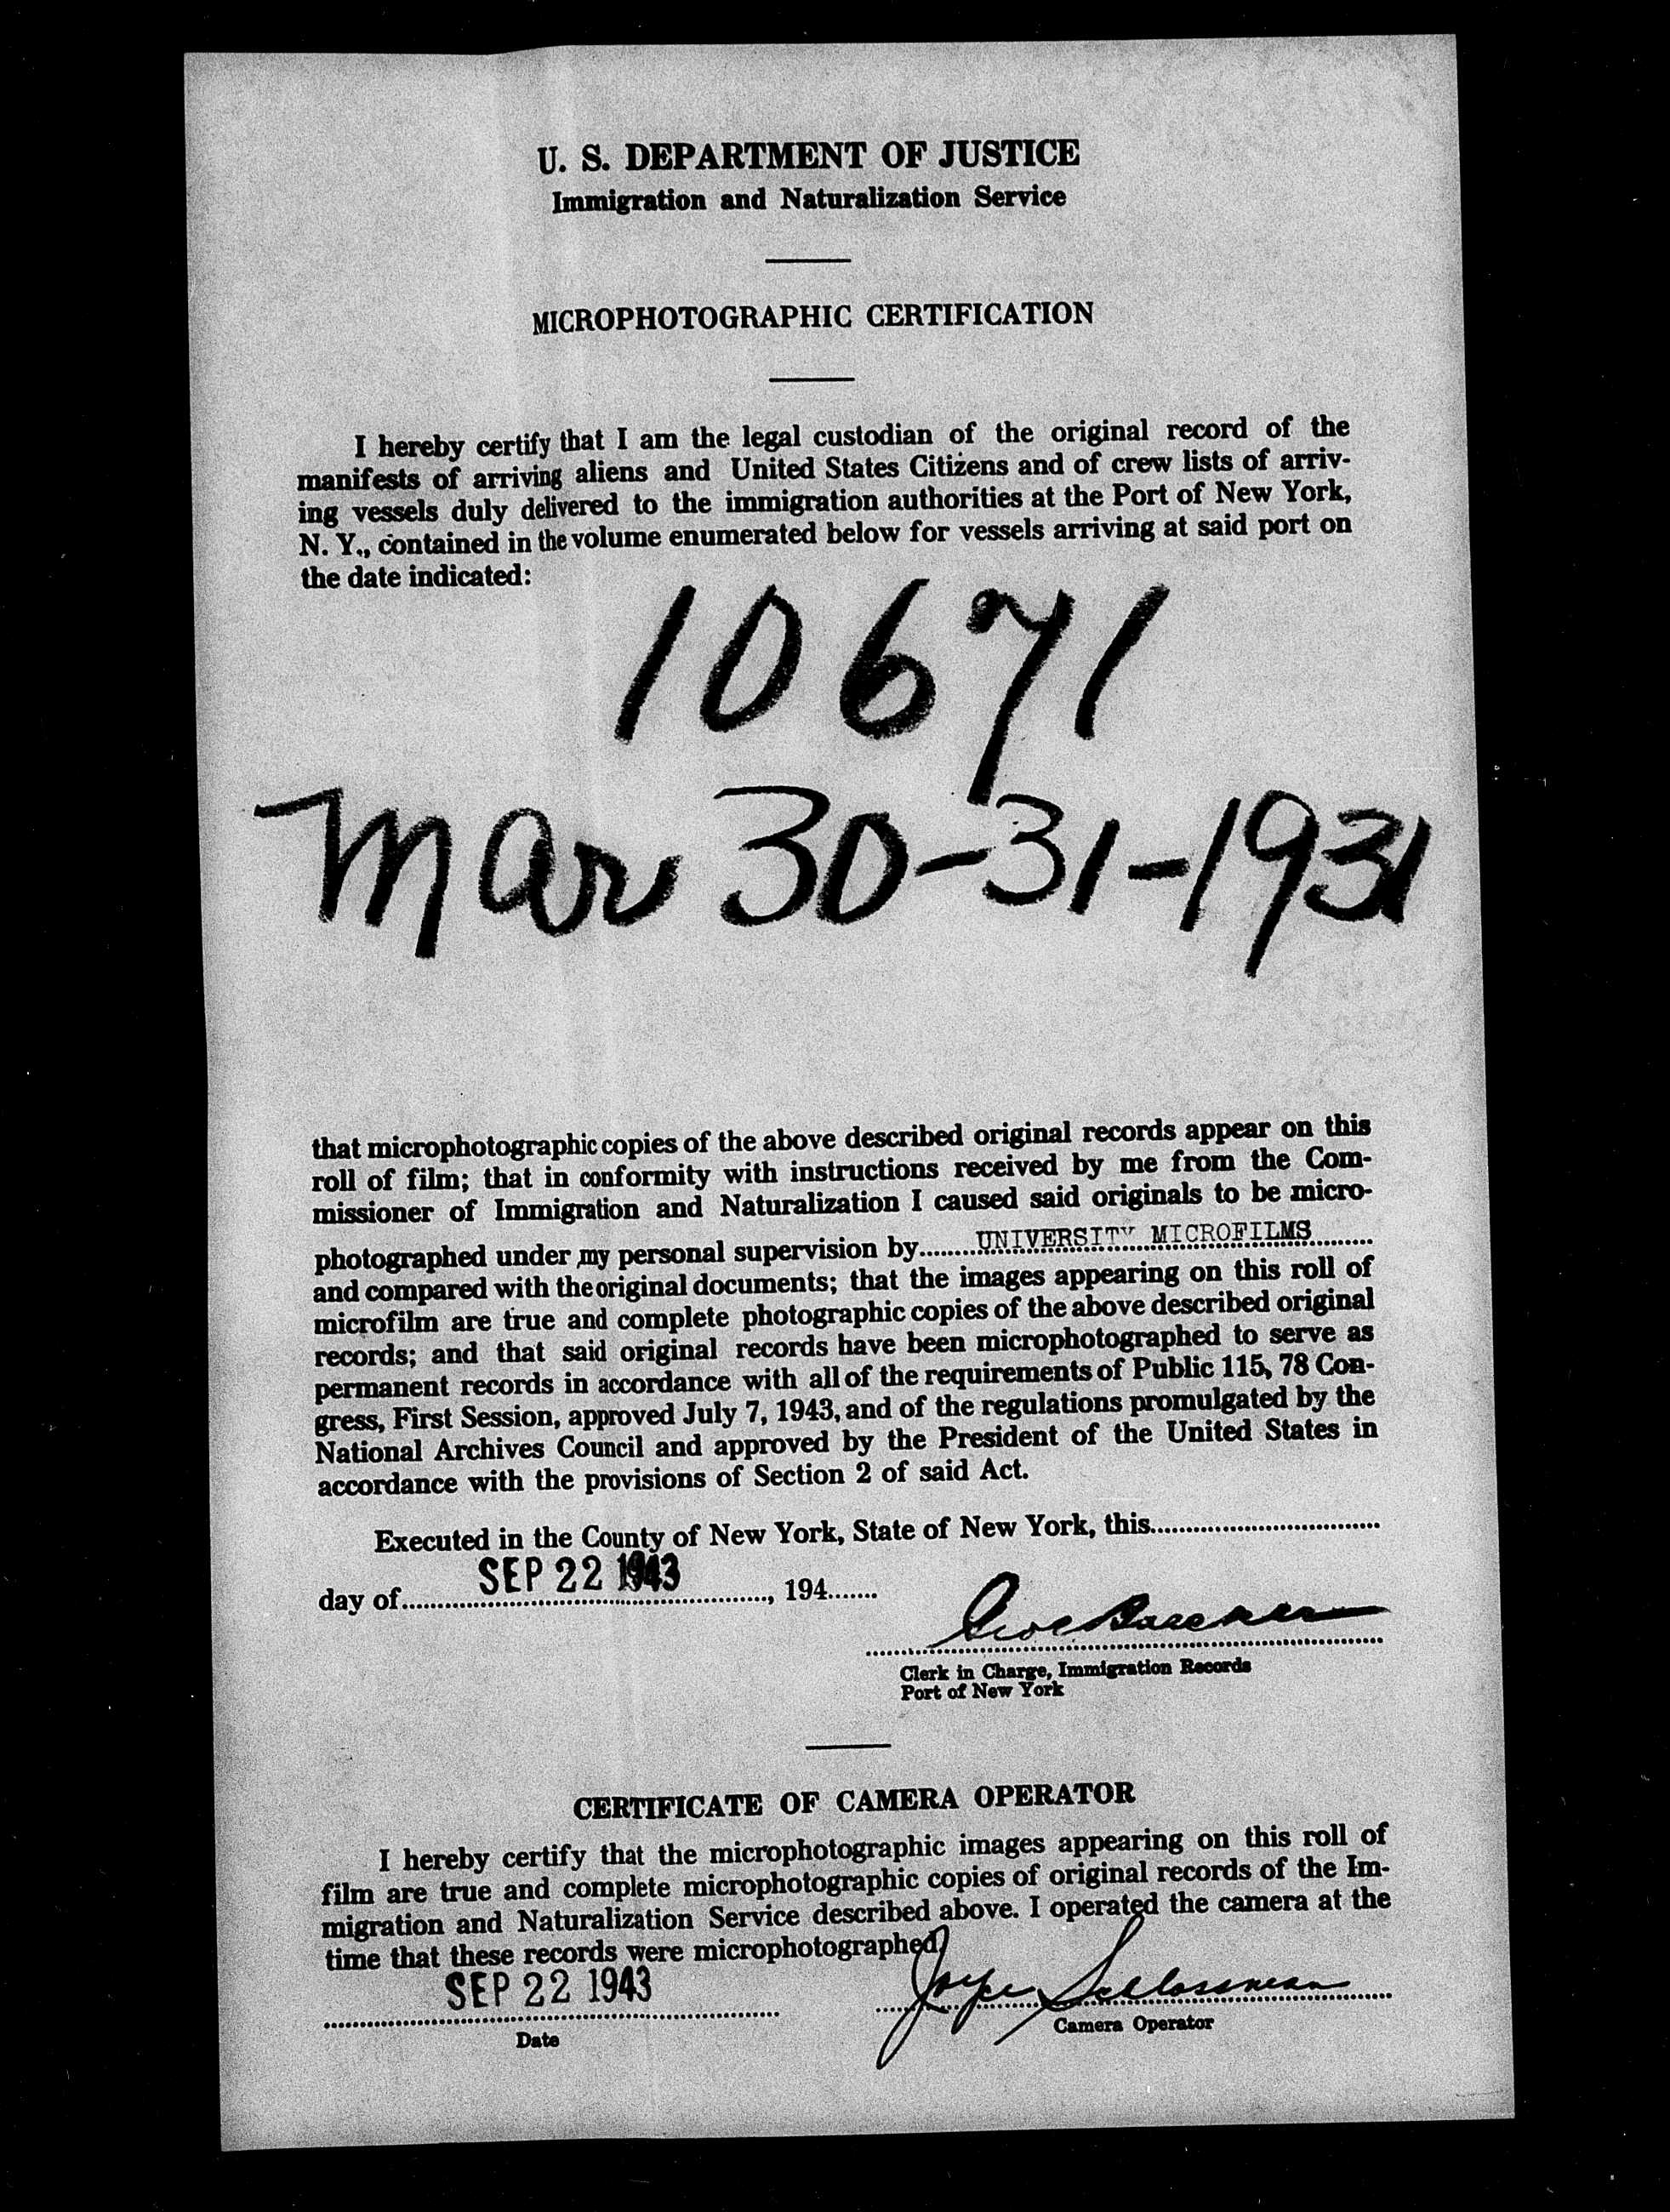 U. S. DEPARTMENT OF JUSTICE
Immigration and Naturalization Service
MICROPHOTOGRAPHIC CERTIFICATION
I hereby certify that I am the legal custodian of the original record of the
manifests of arriving aliens and United States Citizens and of crew lists of arriv-
ing vessels duly delivered to the immigration authorities at the Port of New York,
N. Y., contained in the volume enumerated below for vessels arriving at said port on
the date indicated:
10671
Mar 30-31-1931
that microphotographic copies of the above described original records appear on this
roll of film; that in conformity with instructions received by me from the Com-
missioner of Immigration and Naturalization I caused said originals to be micro-
photographed under my personal supervision by........UNIVERSITY MICROFILMS........
and compared with the original documents; that the images appearing on this roll of
microfilm are true and complete photographic copies of the above described original
records; and that said original records have been microphotographed to serve as
permanent records in accordance with all of the requirements of Public 115, 78 Con-
gress, First Session, approved July 7, 1943, and of the regulations promulgated by the
National Archives Council and approved by the President of the United States in
accordance with the provisions of Section 2 of said Act.
Executed in the County of New York, State of New York, this................................
day of........SEP 22 1943........, 194.......
Clerk in Charge, Immigration Records
Port of New York
CERTIFICATE OF CAMERA OPERATOR
I hereby certify that the microphotographic images appearing on this roll of
film are true and complete microphotographic copies of original records of the Im-
migration and Naturalization Service described above. I operated the camera at the
time that these records were microphotographed.
SEP 22 1943
Date
Camera Operator